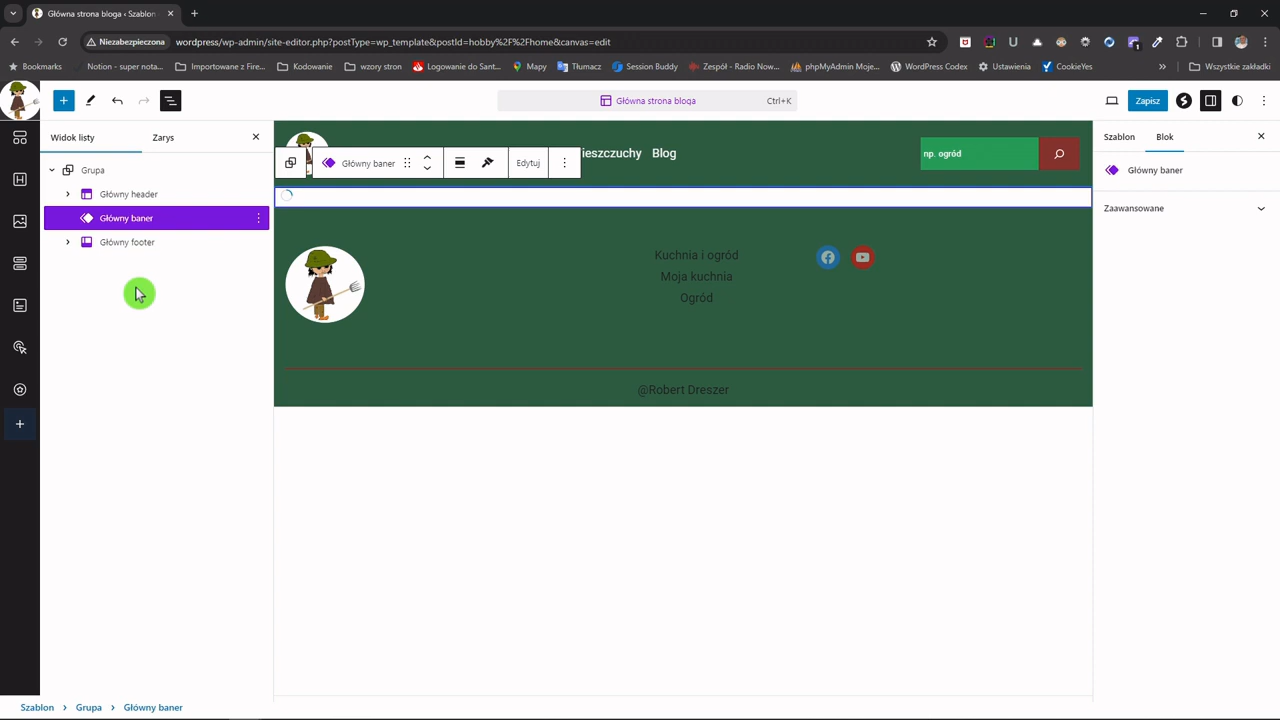 Główna strona bloga ‹ Szablon ‹
Niezabezpieczona
wordpress/wp-admin/site-editor.php?postType=wp_template&postId=hobby%2F%2Fhome&canvas=edit
Bookmarks
Notion - super nota...
Importowane z Fire...
Kodowanie
wzory stron
Logowanie do Sant...
Mapy
Tłumacz
Session Buddy
Zespół - Radio Now...
phpMyAdmin Moje...
WordPress Codex
Ustawienia
CookieYes
Wszystkie zakładki
Główna strona bloga
Ctrl+K
Zapisz
Widok listy
Zarys
Szablon
Blok
Grupa
Główny header
Główny baner
Główny footer
Główny baner
Edytuj
ieszczuchy
Blog
np. ogród
Główny baner
Zaawansowane
Kuchnia i ogród
Moja kuchnia
Ogród
@Robert Dreszer
Szablon
Grupa
Główny baner